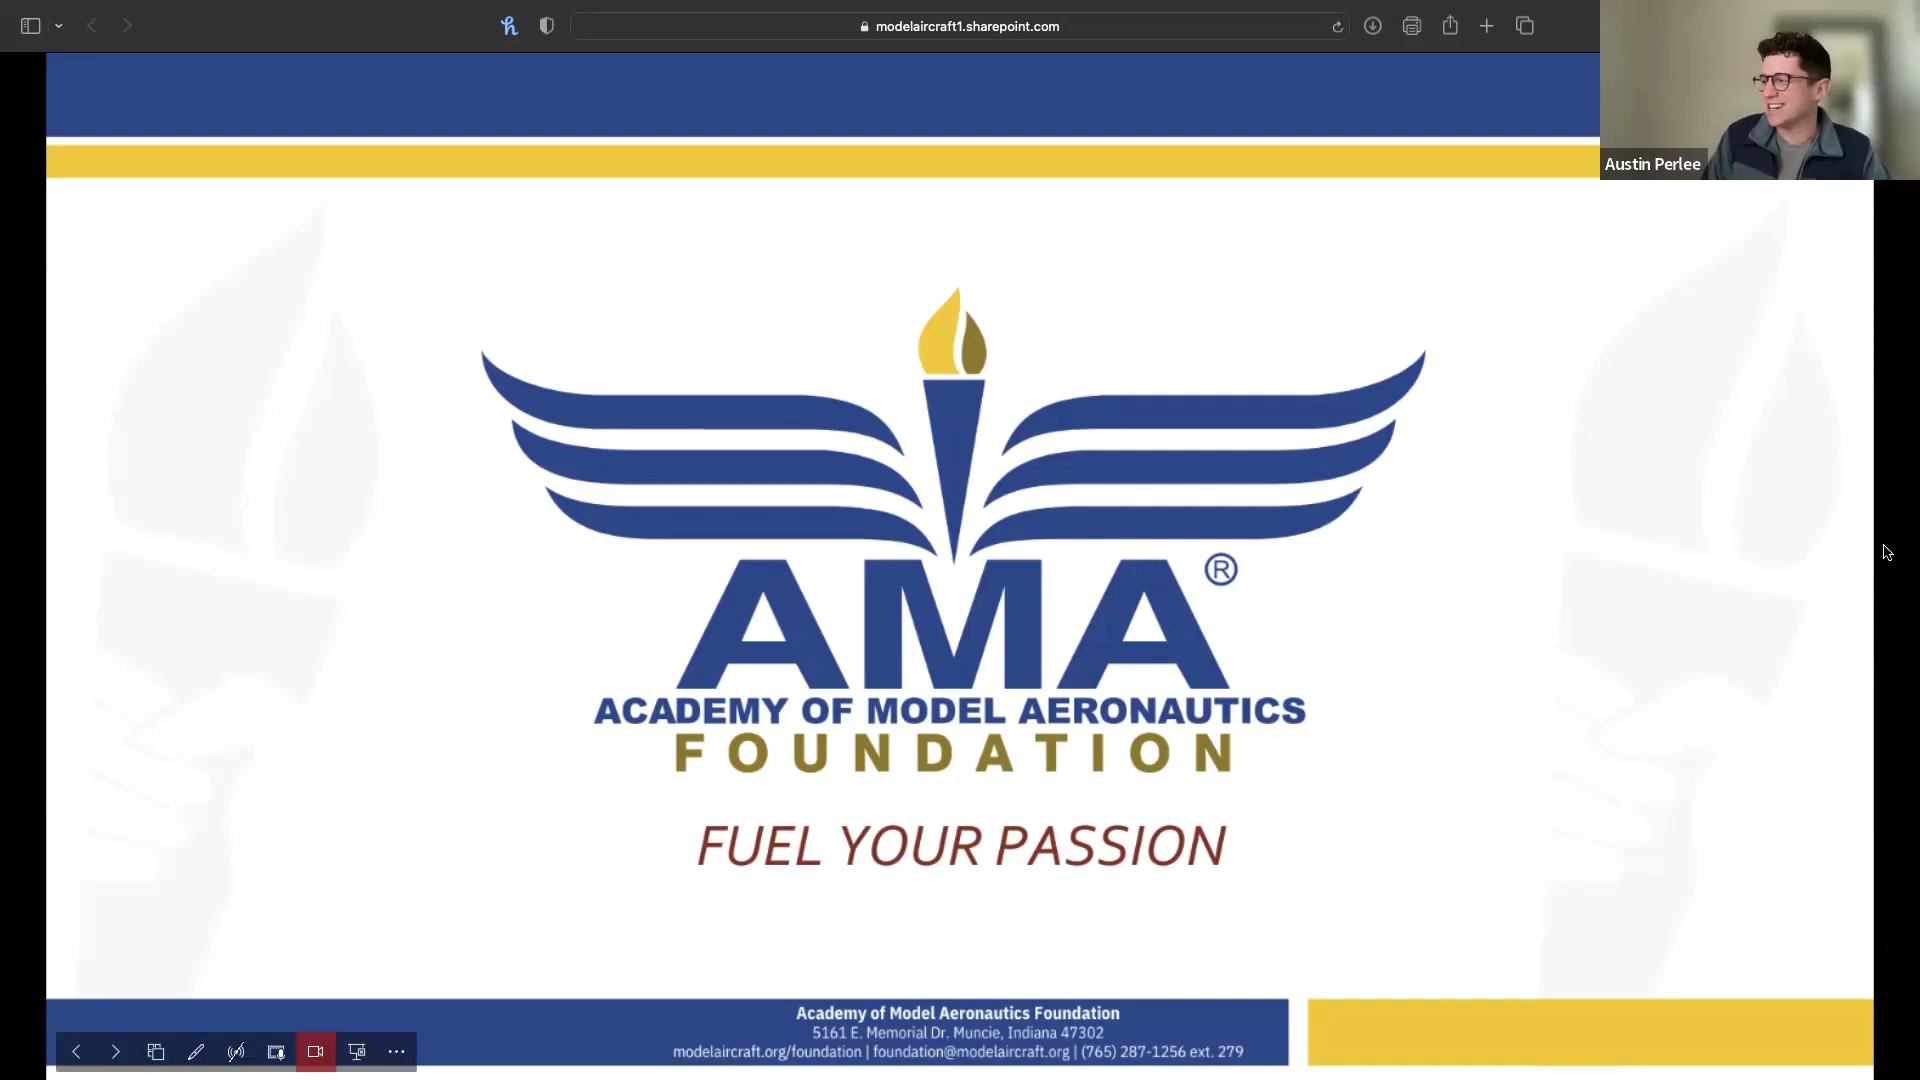 modelaircraft1.sharepoint.com
Austin Perlee
AMA®
ACADEMY OF MODEL AERONAUTICS
FOUNDATION
FUEL YOUR PASSION
Academy of Model Aeronautics Foundation
5161 E. Memorial Dr. Muncie, Indiana 47302
modelaircraft.org/foundation | foundation@modelaircraft.org | (765) 287-1256 ext. 279